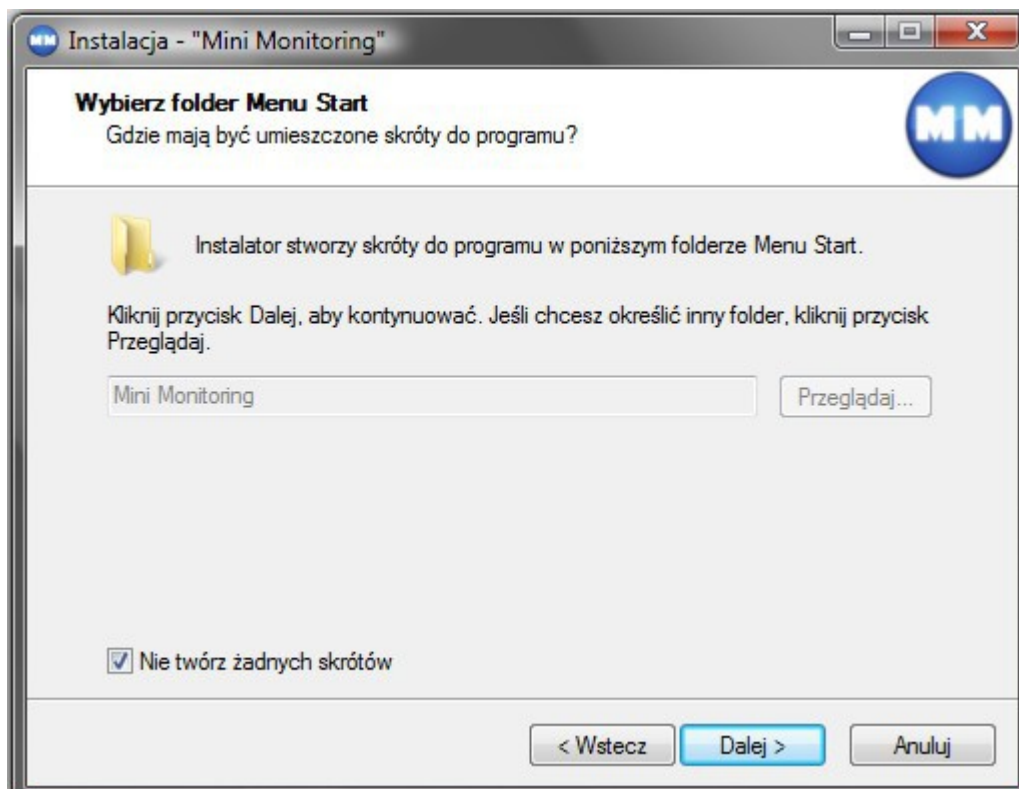 Instalacja - "Mini Monitoring"
Wybierz folder Menu Start
Gdzie mają być umieszczone skróty do programu?
MM
Instalator stworzy skróty do programu w poniższym folderze Menu Start.
Kliknij przycisk Dalej, aby kontynuować. Jeśli chcesz określić inny folder, kliknij przycisk
Przeglądaj.
Mini Monitoring
Przeglądaj...
Nie twórz żadnych skrótów
< Wstecz
Dalej >
Anuluj